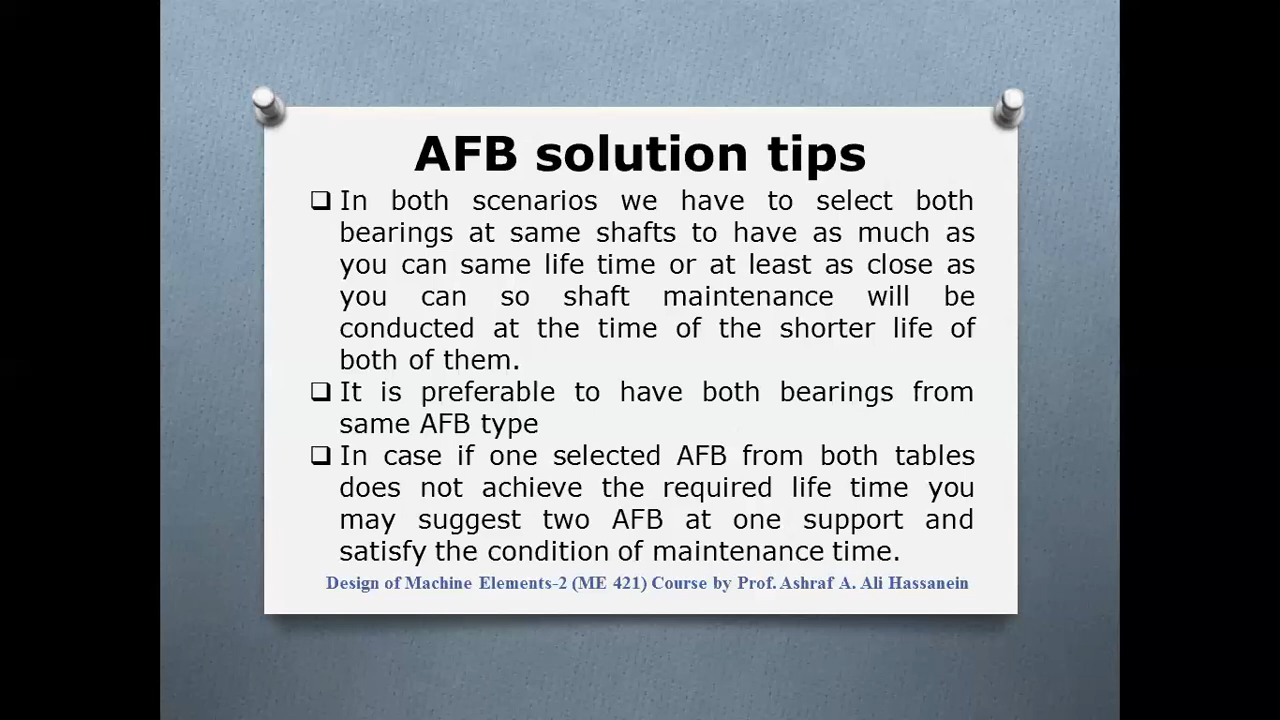 AFB solution tips
In both scenarios we have to select both
bearings at same shafts to have as much as
you can same life time or at least as close as
you can so shaft maintenance will be
conducted at the time of the shorter life of
both of them.
It is preferable to have both bearings from
same AFB type
In case if one selected AFB from both tables
does not achieve the required life time you
may suggest two AFB at one support and
satisfy the condition of maintenance time.
Design of Machine Elements-2 (ME 421) Course by Prof. Ashraf A. Ali Hassanein